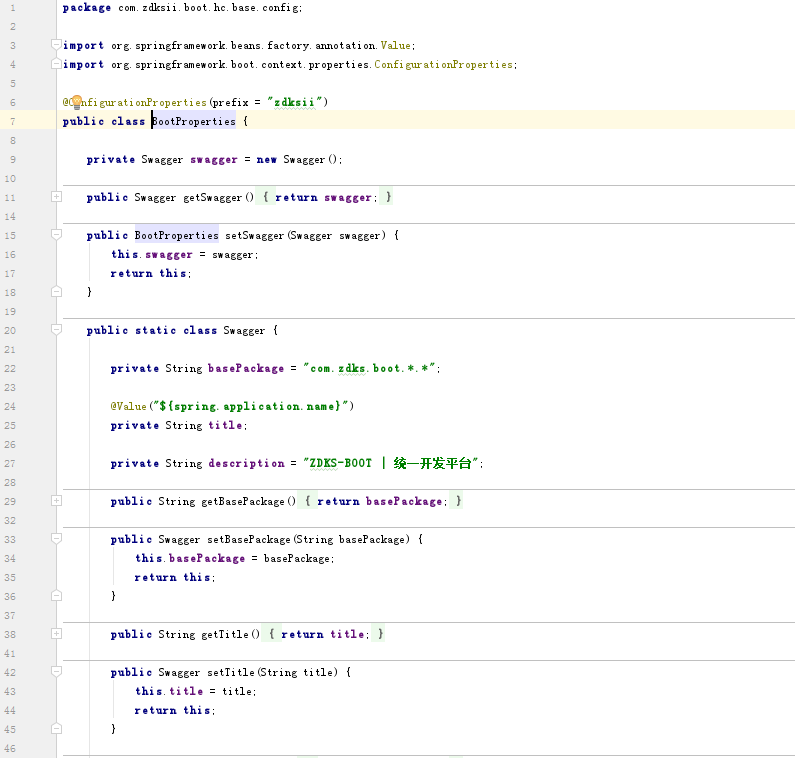 1 package com.zdksii.boot.hc.base.config;
2
3 import org.springframework.beans.factory.annotation.Value;
4 import org.springframework.boot.context.properties.ConfigurationProperties;
5
6 @ConfigurationProperties(prefix = "zdksii")
7 public class BootProperties {
8
9 private Swagger swagger = new Swagger();
10
11 public Swagger getSwagger() { return swagger; }
14
15 public BootProperties setSwagger(Swagger swagger) {
16 this.swagger = swagger;
17 return this;
18 }
19
20 public static class Swagger {
21
22 private String basePackage = "com.zdks.boot.*.*";
23
24 @Value("${spring.application.name}")
25 private String title;
26
27 private String description = "ZDKS-BOOT | 统一开发平台";
28
29 public String getBasePackage() { return basePackage; }
32
33 public Swagger setBasePackage(String basePackage) {
34 this.basePackage = basePackage;
35 return this;
36 }
37
38 public String getTitle() { return title; }
41
42 public Swagger setTitle(String title) {
43 this.title = title;
44 return this;
45 }
46